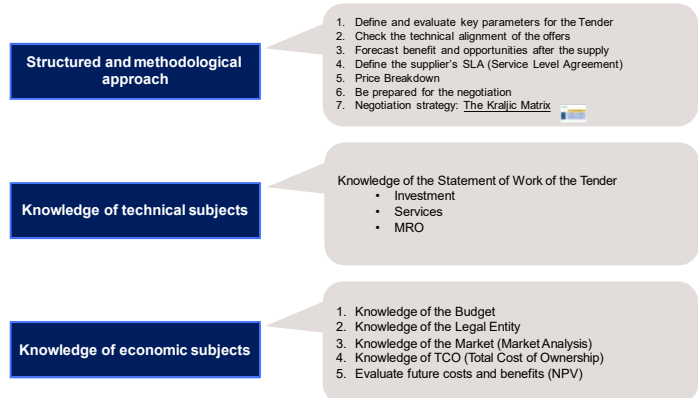 Structured and methodological
approach
1. Define and evaluate key parameters for the Tender
2. Check the technical alignment of the offers
3. Forecast benefit and opportunities after the supply
4. Define the supplier's SLA (Service Level Agreement)
5 Price Breakdown
6. Be prepared for the negotiation
7. Negotiation strategy: The Kraljic Matrix
Knowledge of technical subjects
Knowledge of the Statement of Work of the Tender
• Investment
• Services
• MRO
Knowledge of economic subjects
1. Knowledge of the Budget
2. Knowledge of the Legal Entity
3. Knowledge of the Market (Market Analysis)
4. Knowledge of TCO (Total Cost of Ownership)
5. Evaluate future costs and benefits (NPV)